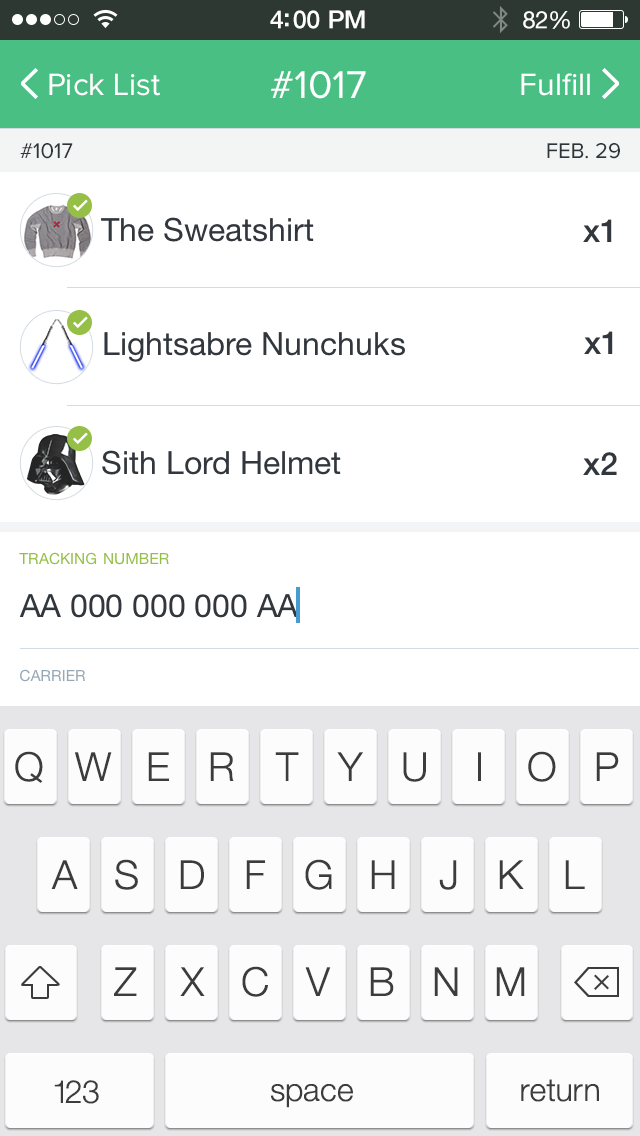 4:00 PM 82%
Pick List #1017 Fulfill
#1017 FEB. 29
The Sweatshirt x1
Lightsabre Nunchuks x1
Sith Lord Helmet x2
TRACKING NUMBER
AA 000 000 000 AA
CARRIER
Q W E R T Y U I O P
A S D F G H J K L
Z X C V B N M
123 space return